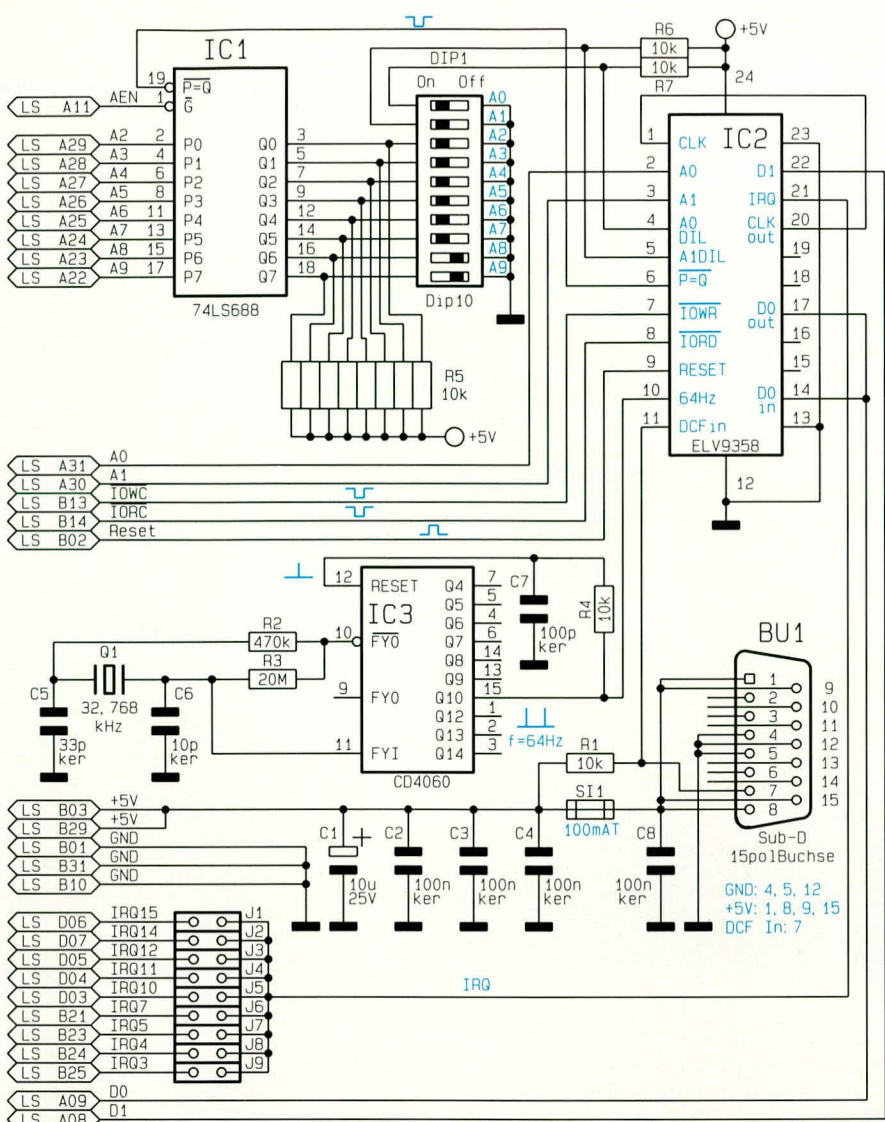 IC1
19 P=Q
LS A11 AEN 1 G
LS A29 A2 2 P0 Q0 3
LS A28 A3 4 P1 Q1 5
LS A27 A4 6 P2 Q2 7
LS A26 A5 8 P3 Q3 9
LS A25 A6 11 P4 Q4 12
LS A24 A7 13 P5 Q5 14
LS A23 A8 15 P6 Q6 16
LS A22 A9 17 P7 Q7 18
74LS688
DIP1
On Off
A0
A1
A2
A3
A4
A5
A6
A7
A8
A9
Dip10
R5
10k
+5V
R6
10k
10k
R7
+5V
24
IC2
1 CLK 23
2 A0 D1 22
3 A1 IRQ 21
4 A0 DIL CLK out 20
5 A1DIL 19
6 P=Q 18
7 IOWR D0 out 17
8 IORD 16
9 RESET 15
10 64Hz D0 in 14
11 DCFin 13
ELV9358
12
LS A31 A0
LS A30 A1
LS B13 IOWC
LS B14 IORC
LS B02 Reset
12 RESET Q4 7
IC3 Q5 5
Q6 4
10 FY0 Q7 6
Q8 14
Q9 13
9 FY0 Q10 15
Q12 1
Q13 2
11 FYI Q14 3
CD4060
f=64Hz
R2
470k
R3
20M
Q1
32,768
kHz
C5
33p
ker
C6
10p
ker
C7
100p
ker
R4
10k
R1
10k
SI1
100mAT
BU1
1
2
3
4
5
6
7
8
9
10
11
12
13
14
15
Sub-D
15polBuchse
GND: 4, 5, 12
+5V: 1, 8, 9, 15
DCF In: 7
LS B03 +5V
LS B29 +5V
LS B01 GND
LS B31 GND
LS B10 GND
C1 +
10u
25V
C2
100n
ker
C3
100n
ker
C4
100n
ker
C8
100n
ker
LS D06 IRQ15 J1
LS D07 IRQ14 J2
LS D05 IRQ12 J3
LS D04 IRQ11 J4
LS D03 IRQ10 J5
LS B21 IRQ7 J6
LS B23 IRQ5 J7
LS B24 IRQ4 J8
LS B25 IRQ3 J9
IRQ
LS A09 D0
LS A08 D1